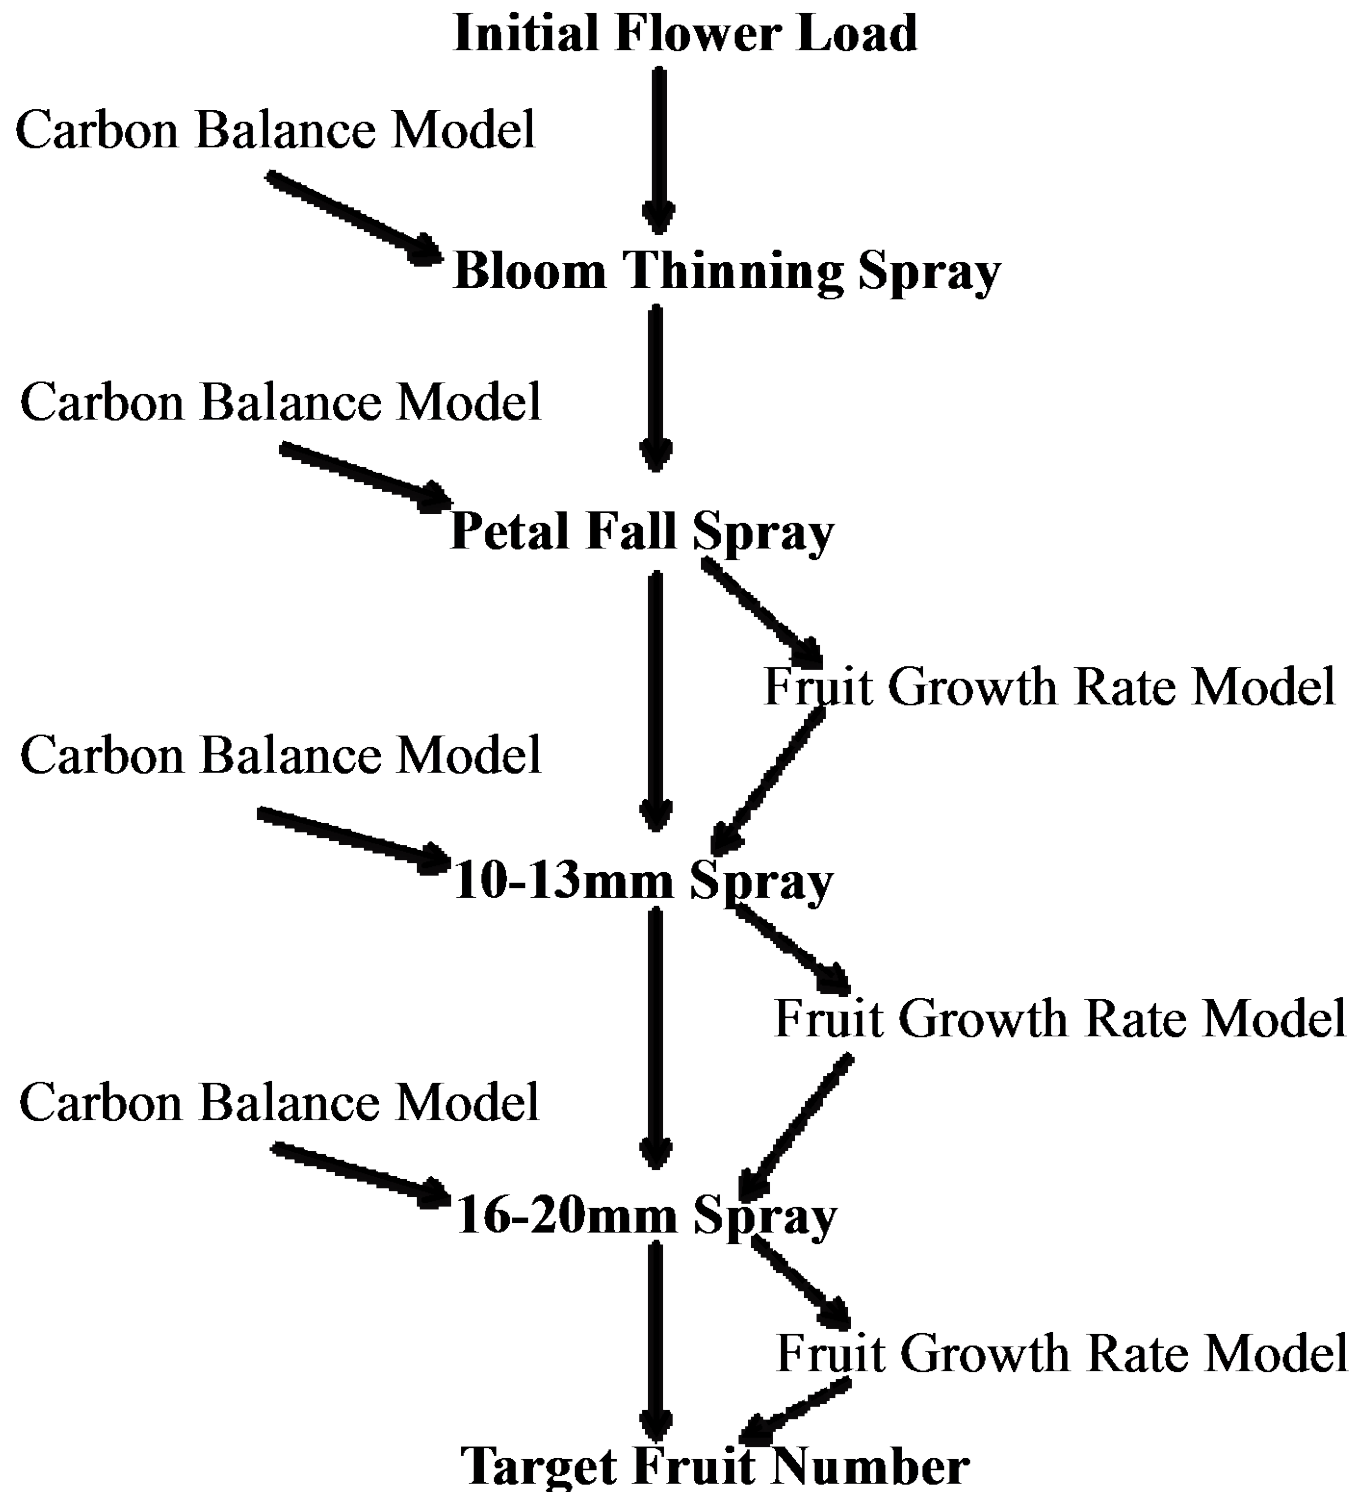 Initial Flower Load
Carbon Balance Model
Bloom Thinning Spray
Carbon Balance Model
Petal Fall Spray
Fruit Growth Rate Model
Carbon Balance Model
10-13mm Spray
Fruit Growth Rate Model
Carbon Balance Model
16-20mm Spray
Fruit Growth Rate Model
Target Fruit Number